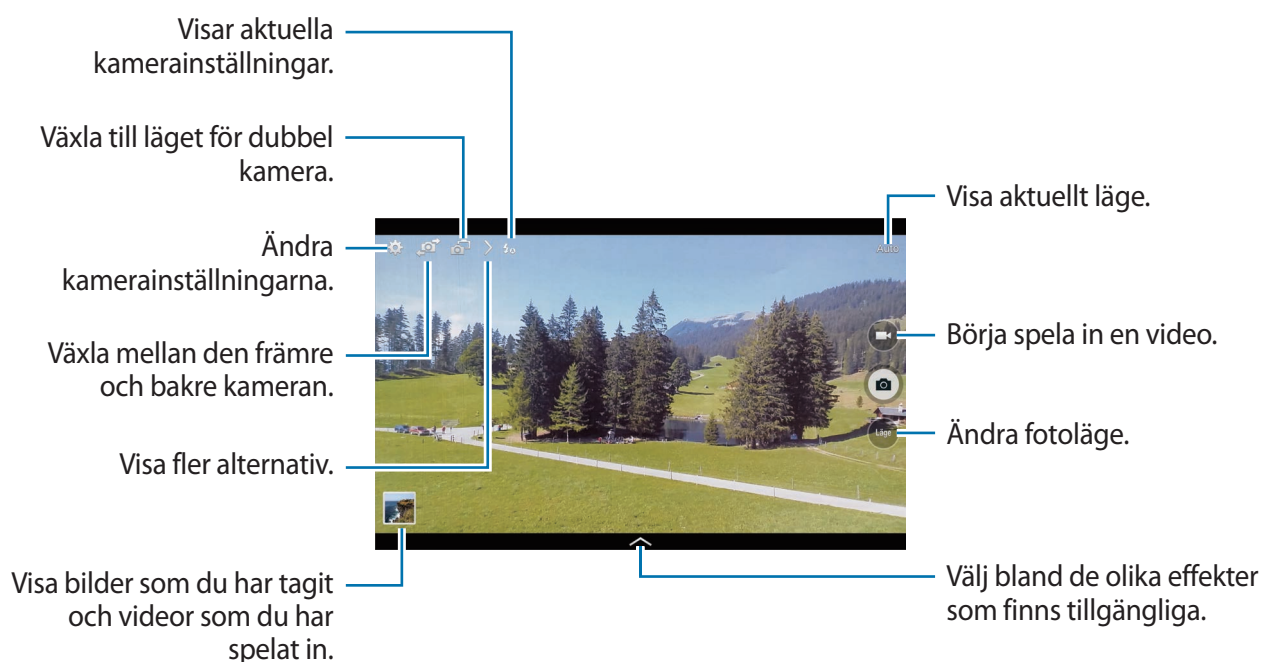 Visar aktuella
kamerainställningar.
Växla till läget för dubbel
kamera.
Ändra
kamerainställningarna.
Växla mellan den främre
och bakre kameran.
Visa fler alternativ.
Visa bilder som du har tagit
och videor som du har
spelat in.
Auto
Läge
Visa aktuellt läge.
Börja spela in en video.
Ändra fotoläge.
Välj bland de olika effekter
som finns tillgängliga.